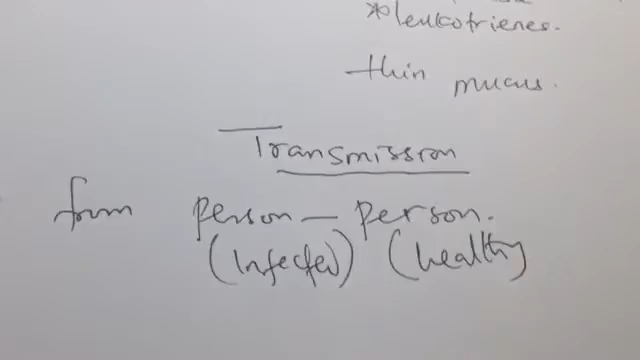 *leukotrienes.
thin mucus.
Transmission
from person - person.
(Infected) (healthy